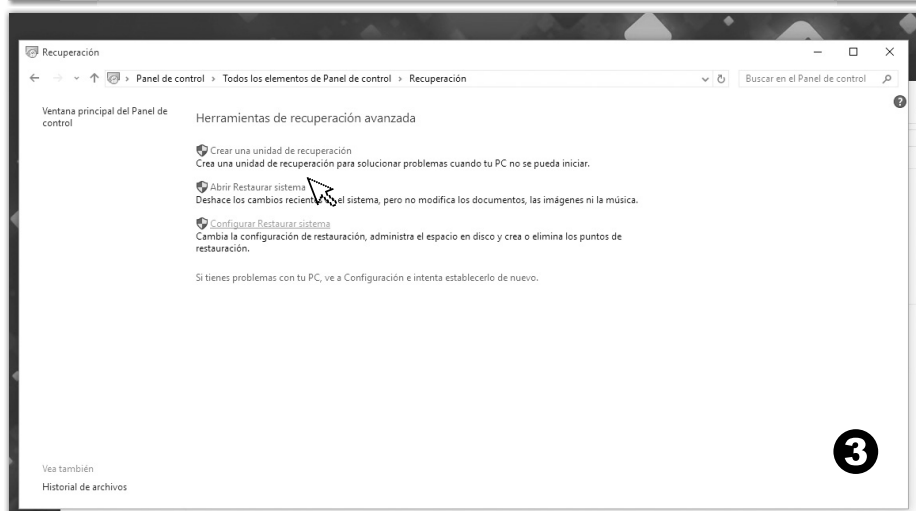 Recuperación
Panel de control > Todos los elementos de Panel de control > Recuperación
Buscar en el Panel de control
Ventana principal del Panel de
control
Herramientas de recuperación avanzada
Crear una unidad de recuperación
Crea una unidad de recuperación para solucionar problemas cuando tu PC no se pueda iniciar.
Abrir Restaurar sistema
Deshace los cambios recientes el sistema, pero no modifica los documentos, las imágenes ni la música.
Configurar Restaurar sistema
Cambia la configuración de restauración, administra el espacio en disco y crea o elimina los puntos de
restauración.
Si tienes problemas con tu PC, ve a Configuración e intenta establecerlo de nuevo.
3
Vea también
Historial de archivos